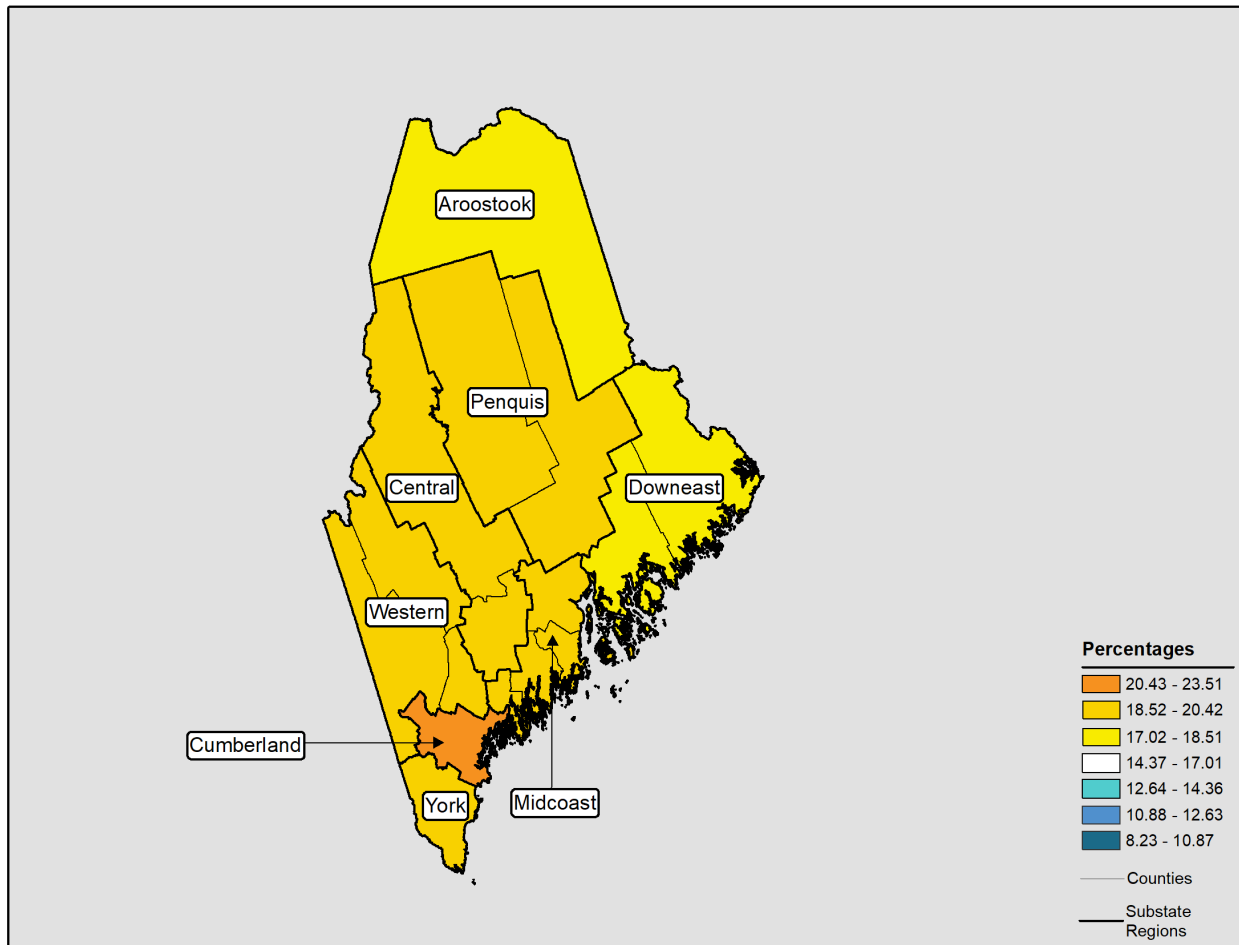 Aroostook
Penquis
Central
Downeast
Western
Cumberland
York
Midcoast
Percentages
20.43 - 23.51
18.52 - 20.42
17.02 - 18.51
14.37 - 17.01
12.64 - 14.36
10.88 - 12.63
8.23 - 10.87
Counties
Substate
Regions